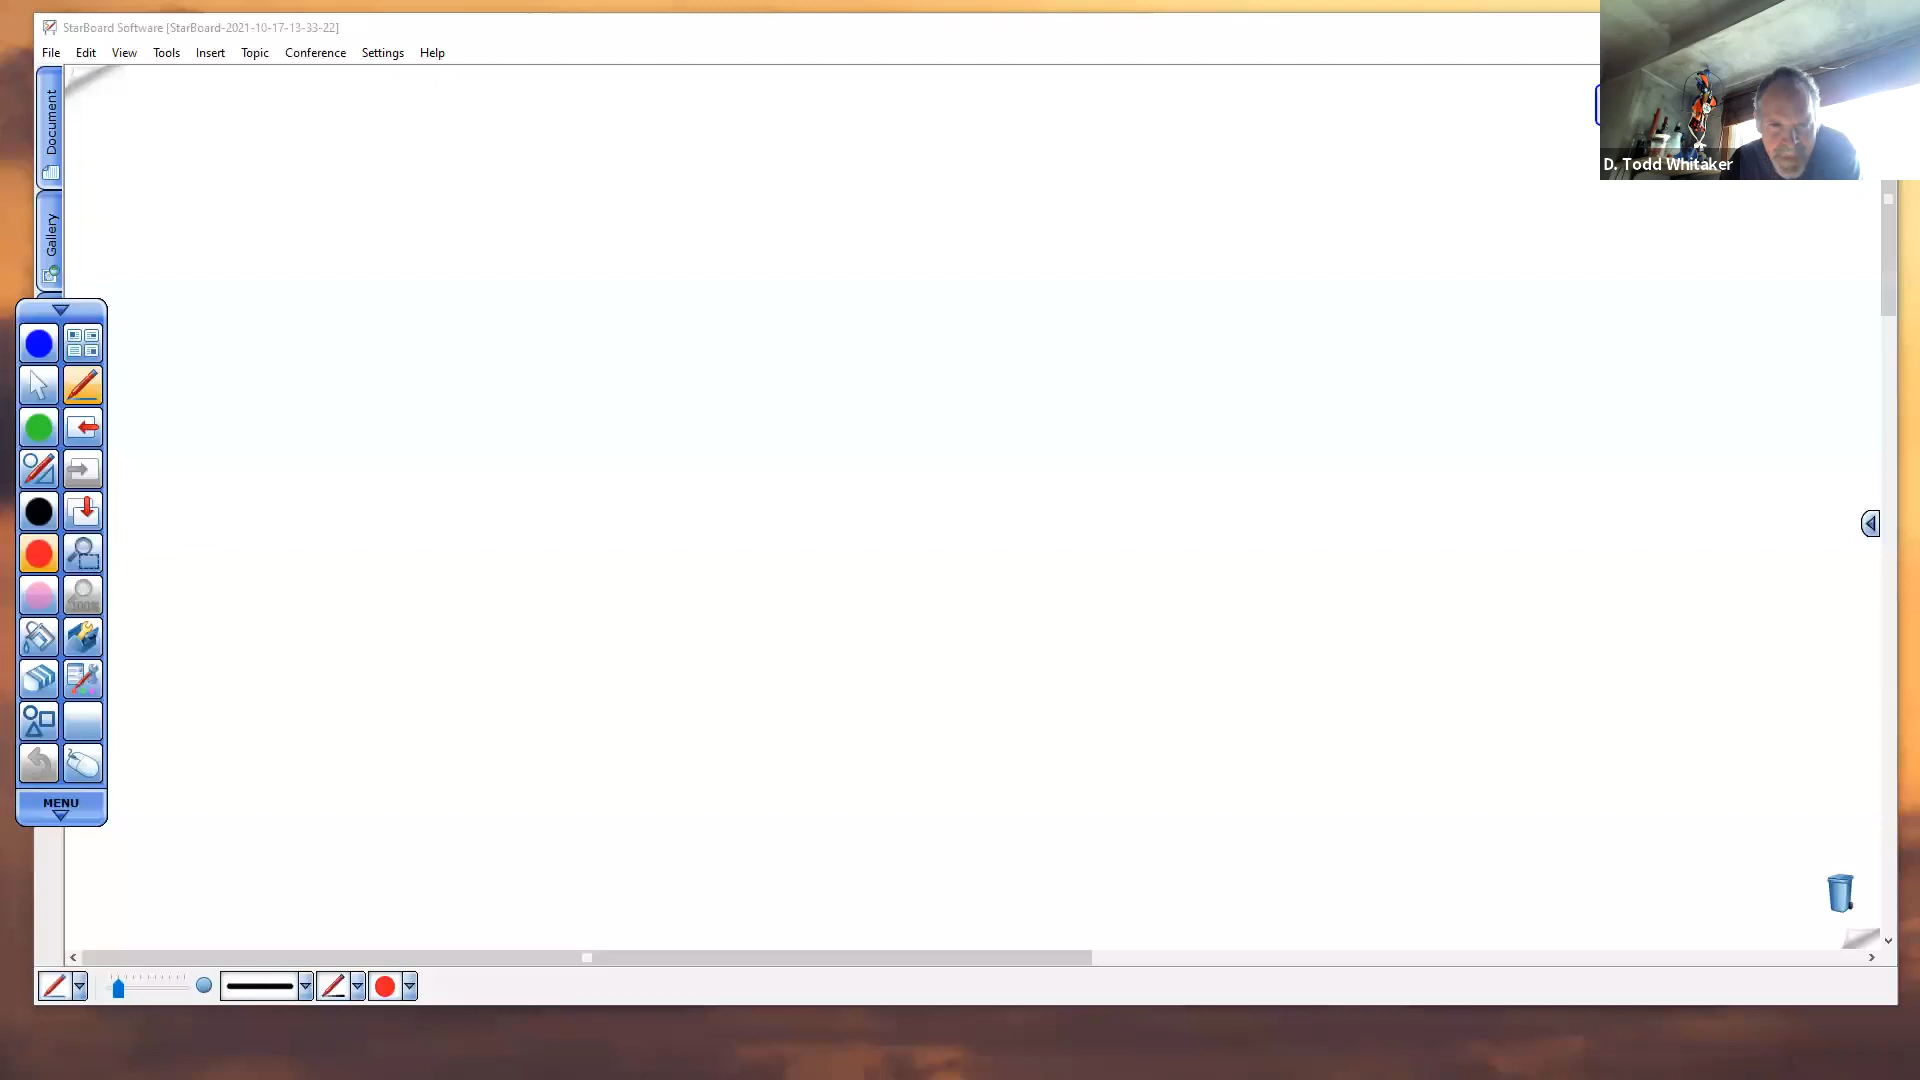 StarBoard Software [StarBoard-2021-10-17-13-33-22]
File Edit View Tools Insert Topic Conference Settings Help
Document
Gallery
D. Todd Whitaker
100%
MENU